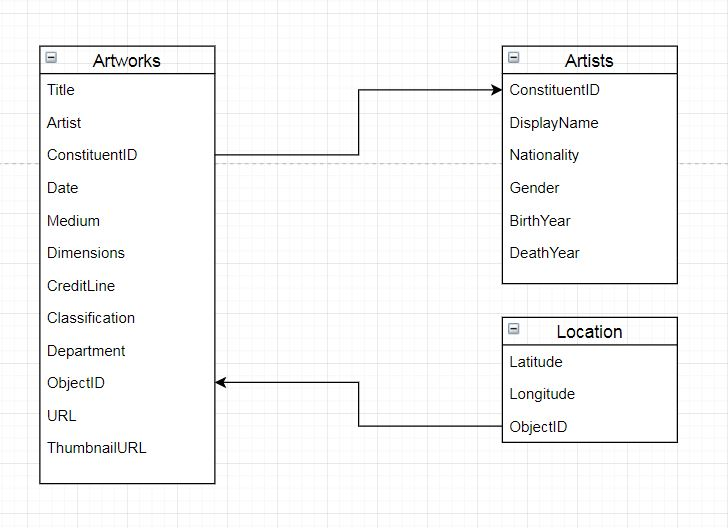 Artworks
Title
Artist
ConstituentID
Date
Medium
Dimensions
CreditLine
Classification
Department
ObjectID
URL
ThumbnailURL
Artists
ConstituentID
DisplayName
Nationality
Gender
BirthYear
DeathYear
Location
Latitude
Longitude
ObjectID